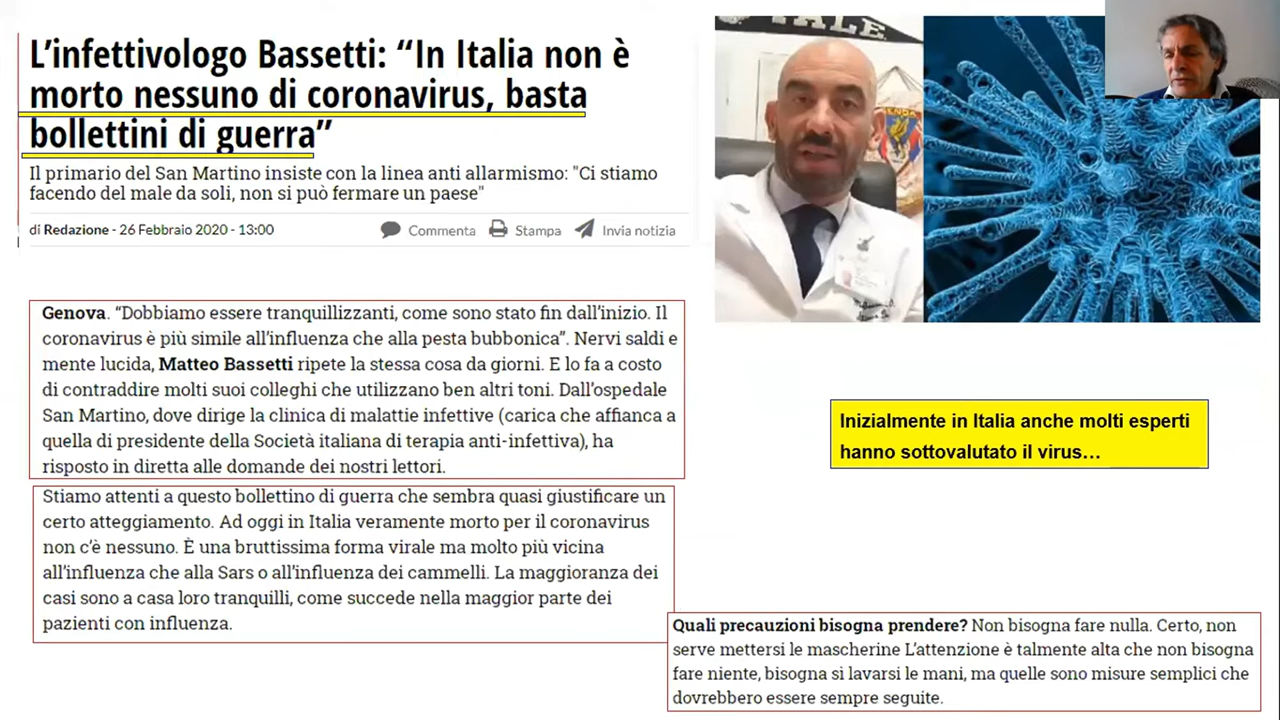 L'infettivologo Bassetti: “In Italia non è
morto nessuno di coronavirus, basta
bollettini di guerra”
Il primario del San Martino insiste con la linea anti allarmismo: "Ci stiamo
facendo del male da soli, non si può fermare un paese"
di Redazione - 26 Febbraio 2020 - 13:00
Commenta
Stampa
Invia notizia
Genova. “Dobbiamo essere tranquillizzanti, come sono stato fin dall'inizio. Il
coronavirus è più simile all'influenza che alla pesta bubbonica”. Nervi saldi e
mente lucida, Matteo Bassetti ripete la stessa cosa da giorni. E lo fa a costo
di contraddire molti suoi colleghi che utilizzano ben altri toni. Dall'ospedale
San Martino, dove dirige la clinica di malattie infettive (carica che affianca a
quella di presidente della Società italiana di terapia anti-infettiva), ha
risposto in diretta alle domande dei nostri lettori.
Stiamo attenti a questo bollettino di guerra che sembra quasi giustificare un
certo atteggiamento. Ad oggi in Italia veramente morto per il coronavirus
non c'è nessuno. È una bruttissima forma virale ma molto più vicina
all'influenza che alla Sars o all'influenza dei cammelli. La maggioranza dei
casi sono a casa loro tranquilli, come succede nella maggior parte dei
pazienti con influenza.
Inizialmente in Italia anche molti esperti
hanno sottovalutato il virus…
Quali precauzioni bisogna prendere? Non bisogna fare nulla. Certo, non
serve mettersi le mascherine L'attenzione è talmente alta che non bisogna
fare niente, bisogna sì lavarsi le mani, ma quelle sono misure semplici che
dovrebbero essere sempre seguite.